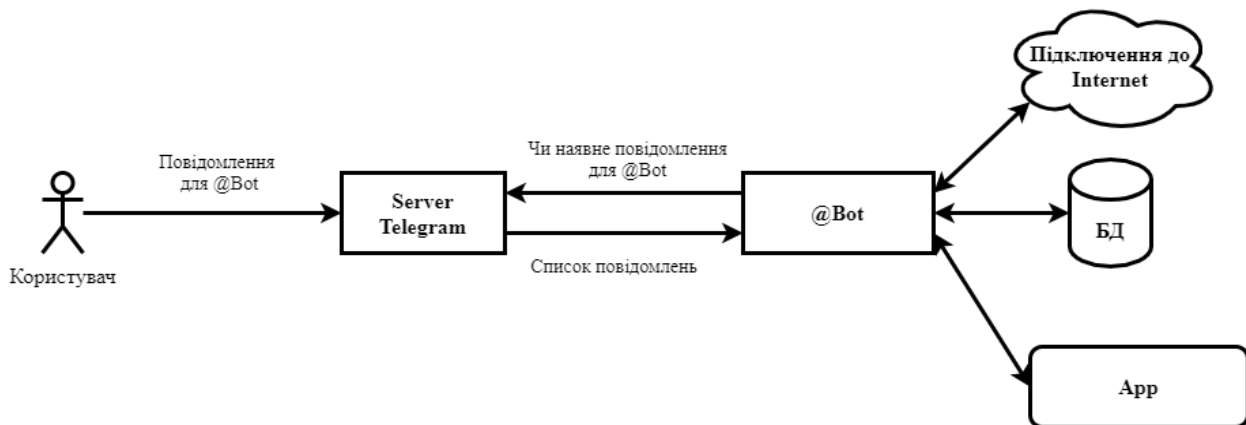 Підключення до
Internet
Повідомлення
для @Bot
Чи наявне повідомлення
для @Bot
Server
Telegram
@Bot
БД
Список повідомлень
Користувач
App